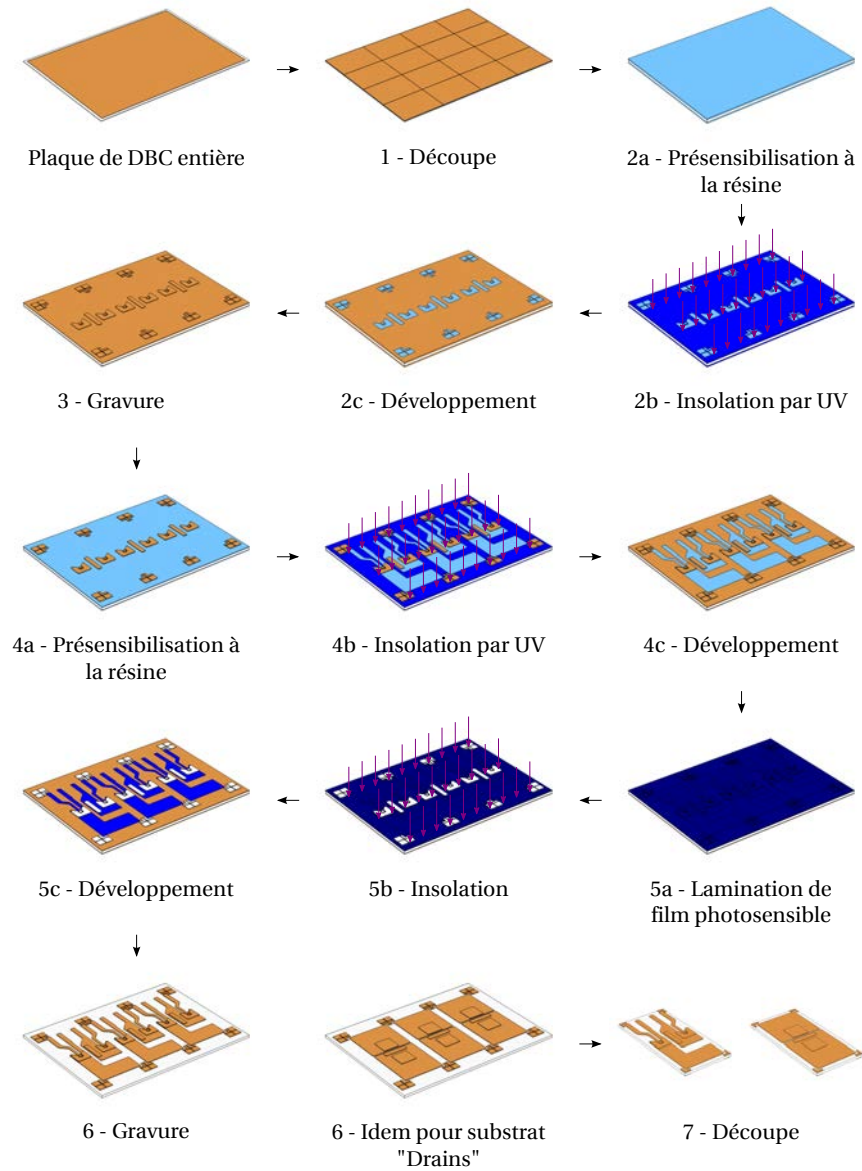 Plaque de DBC entière
1 - Découpe
2a - Présensibilisation à
la résine
3 - Gravure
2c - Développement
2b - Insolation par UV
4a - Présensibilisation à
la résine
4b - Insolation par UV
4c - Développement
5c - Développement
5b - Insolation
5a - Lamination de
film photosensible
6 - Gravure
6 - Idem pour substrat
"Drains"
7 - Découpe